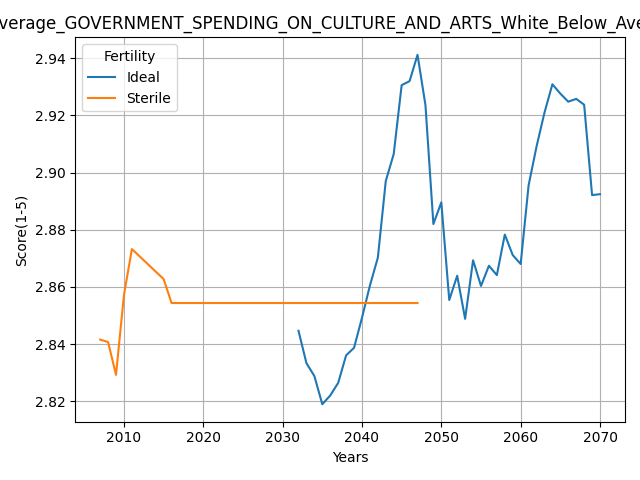 verage_GOVERNMENT_SPENDING_ON_CULTURE_AND_ARTS_White_Below_Ave
Fertility
Ideal
Sterile
2.94
2.92
2.90
2.88
2.86
2.84
2.82
Score(1-5)
2010 2020 2030 2040 2050 2060 2070
Years